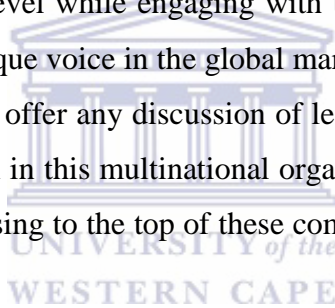 evel while engaging with
que voice in the global mar
offer any discussion of le
in this multinational orga
sing to the top of these con
UNIVERSITY of the
WESTERN CAPE